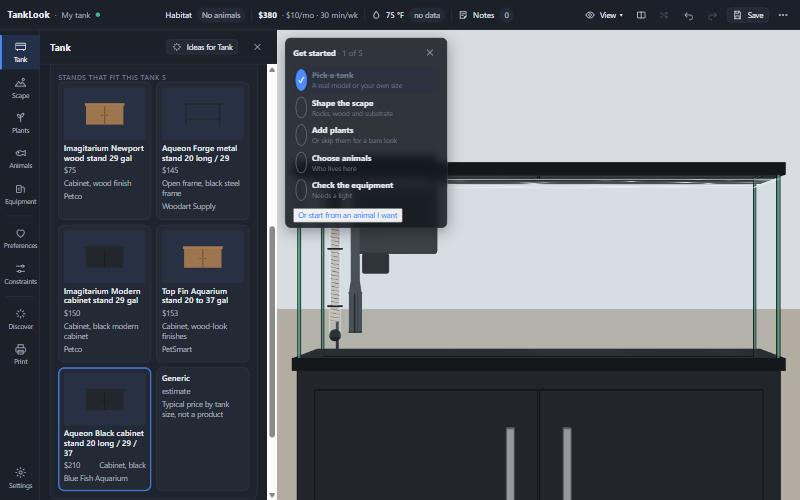 TankLook · My tank
Habitat No animals
$380 · $10/mo · 30 min/wk
75 °F no data
Notes 0
View
Save
Tank
Scape
Plants
Animals
Equipment
Preferences
Constraints
Discover
Print
Settings
Tank
Ideas for Tank
STANDS THAT FIT THIS TANK 5
Imagitarium Newport
wood stand 29 gal
$75
Cabinet, wood finish
Petco
Aqueon Forge metal
stand 20 long / 29
$145
Open frame, black steel
frame
Woodart Supply
Imagitarium Modern
cabinet stand 29 gal
$150
Cabinet, black modern
cabinet
Petco
Top Fin Aquarium
stand 20 to 37 gal
$153
Cabinet, wood-look
finishes
PetSmart
Aqueon Black cabinet
stand 20 long / 29 /
37
$210 Cabinet, black
Blue Fish Aquarium
Generic
estimate
Typical price by tank
size, not a product
Get started · 1 of 5
Pick a tank
A real model or your own size
Shape the scape
Rocks, wood and substrate
Add plants
Or skip them for a bare look
Choose animals
Who lives here
Check the equipment
Needs a light
Or start from an animal I want